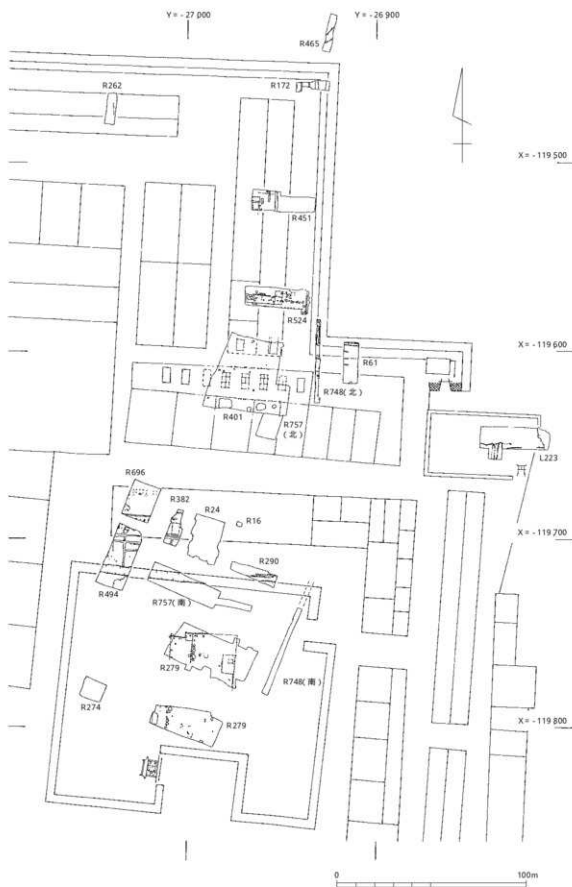 Y = - 27 000
Y = - 26 900
R465
R262
R172
X = - 119 500
R451
R524
X = - 119 600
R61
R748(北)
R401
R757
(北)
L223
R696
R382
R24
R16
X = - 119 700
R290
R494
R757(南)
R279
R748(南)
R274
R279
X = - 119 800
0
100m